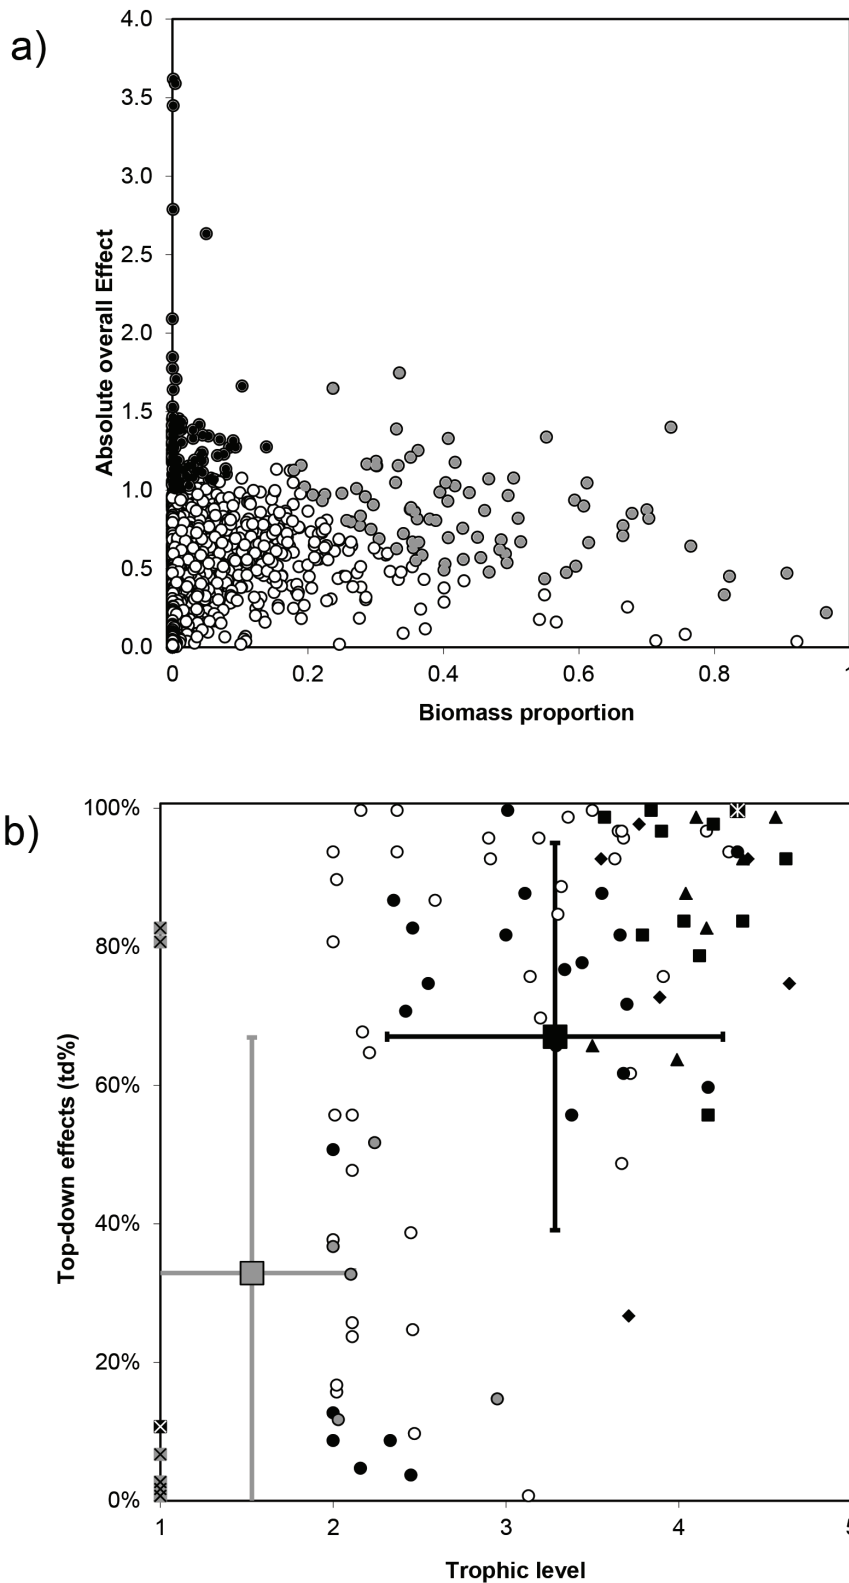 a)
4.0
3.5
3.0
2.5
2.0
1.5
1.0
0.5
0.0
Absolute overall Effect
0 0.2 0.4 0.6 0.8 1
Biomass proportion
b)
100%
80%
60%
40%
20%
0%
Top-down effects (td%)
1 2 3 4 5
Trophic level